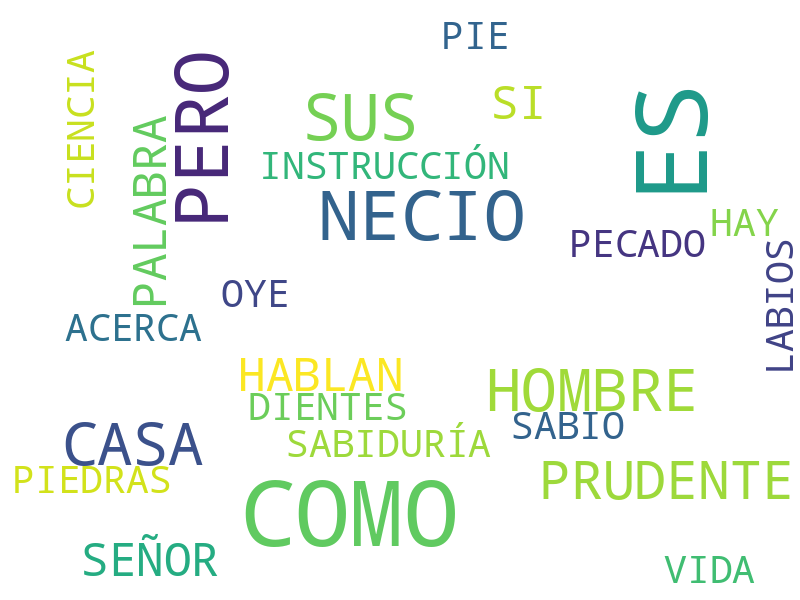 PIE
CIENCIA
PERO
SUS
SI
ES
PALABRA
INSTRUCCIÓN
NECIO
HAY
PECADO
LABIOS
OYE
ACERCA
HABLAN
HOMBRE
DIENTES
SABIO
CASA
SABIDURÍA
PIEDRAS
PRUDENTE
COMO
SEÑOR
VIDA